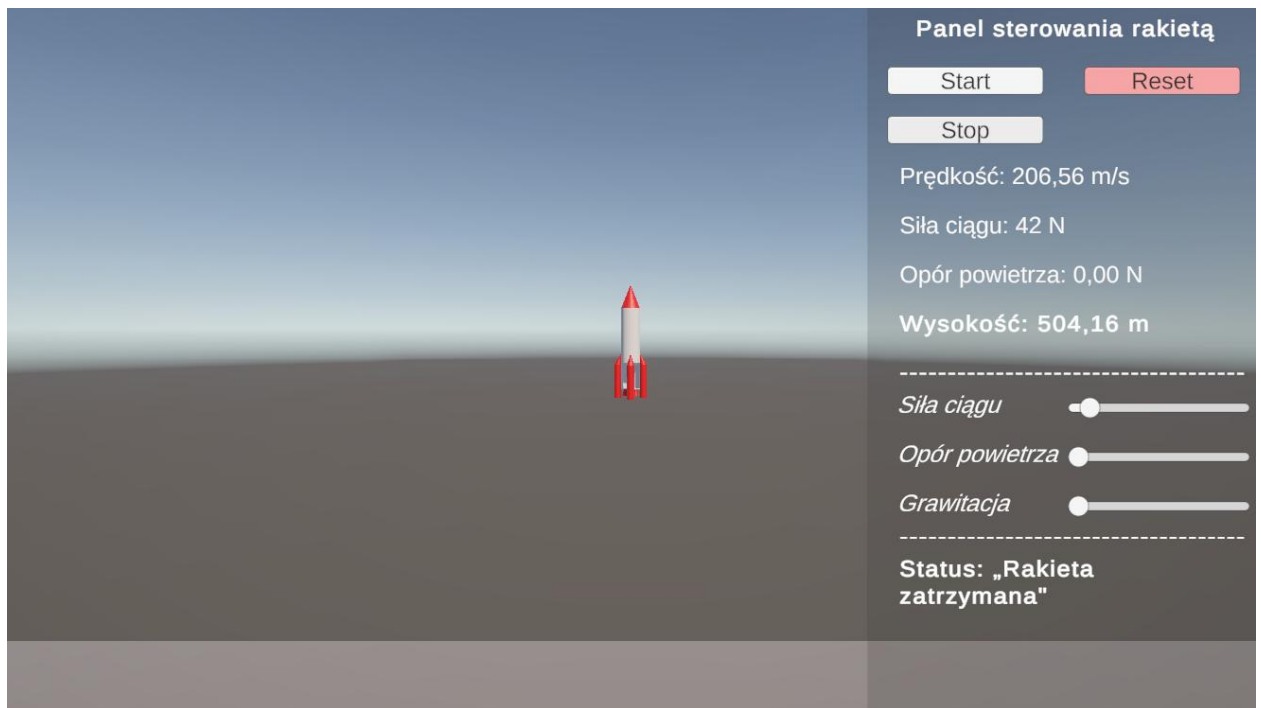 Panel sterowania rakietą
Start
Reset
Stop
Prędkość: 206,56 m/s
Siła ciągu: 42 N
Opór powietrza: 0,00 N
Wysokość: 504,16 m
-----------------------------------
Siła ciągu
Opór powietrza
Grawitacja
-----------------------------------
Status: „Rakieta
zatrzymana"